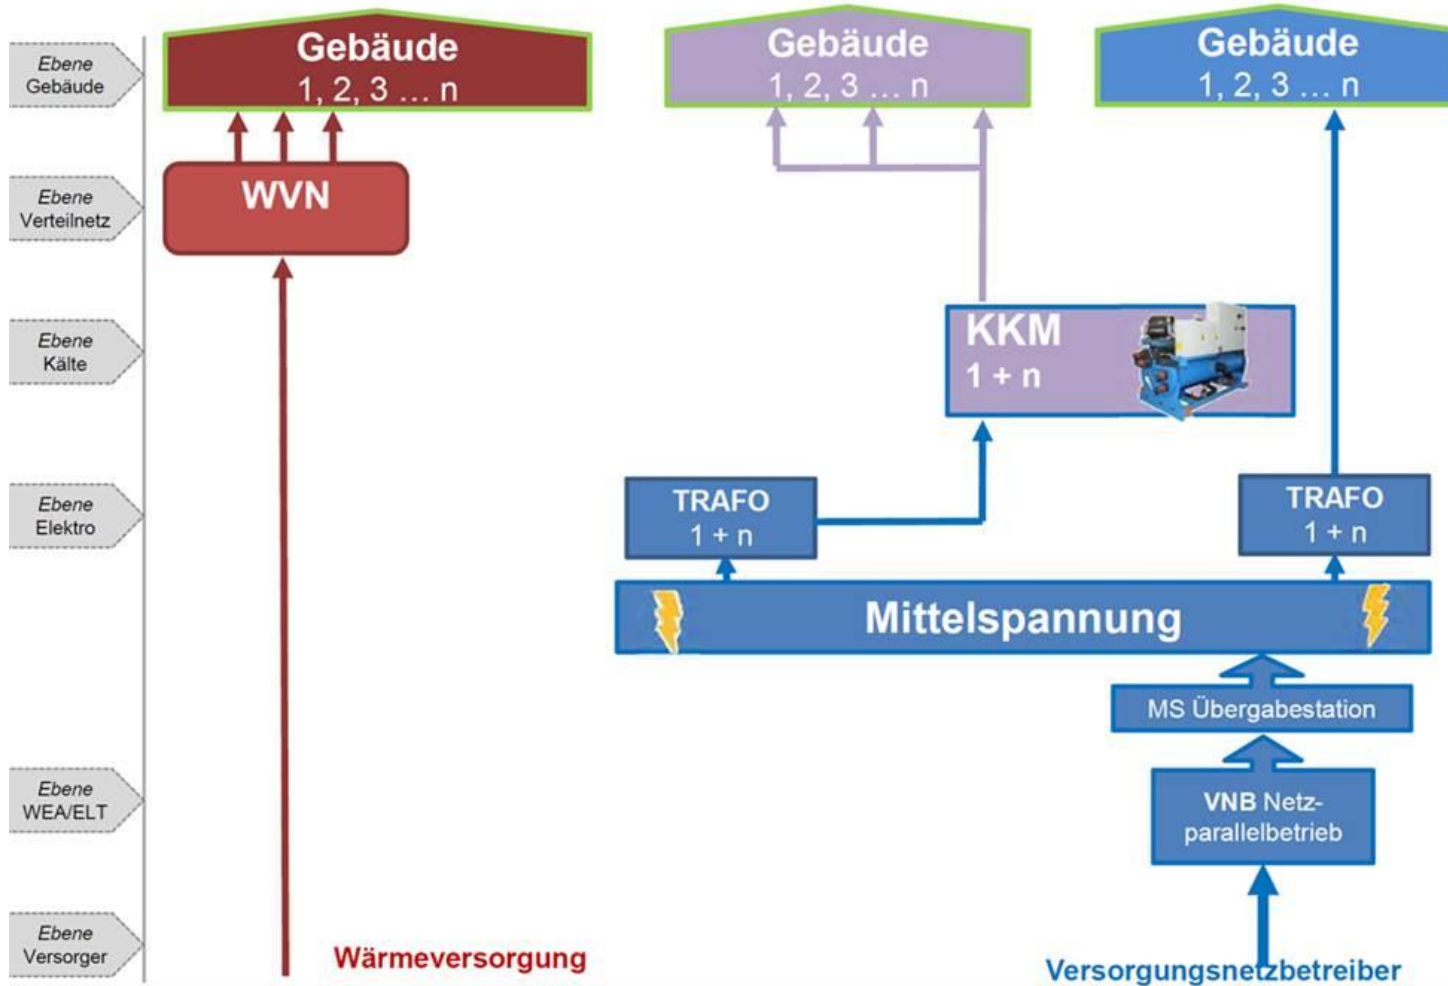 Ebene
Gebäude
Gebäude
1, 2, 3 ... n
Gebäude
1, 2, 3 ... n
Gebäude
1, 2, 3 ... n
Ebene
Verteilnetz
WVN
Ebene
Kälte
KKM
1 + n
Ebene
Elektro
TRAFO
1 + n
TRAFO
1 + n
Mittelspannung
MS Übergabestation
Ebene
WEA/ELT
VNB Netz-
parallelbetrieb
Ebene
Versorger
Wärmeversorgung
Versorgungsnetzbetreiber